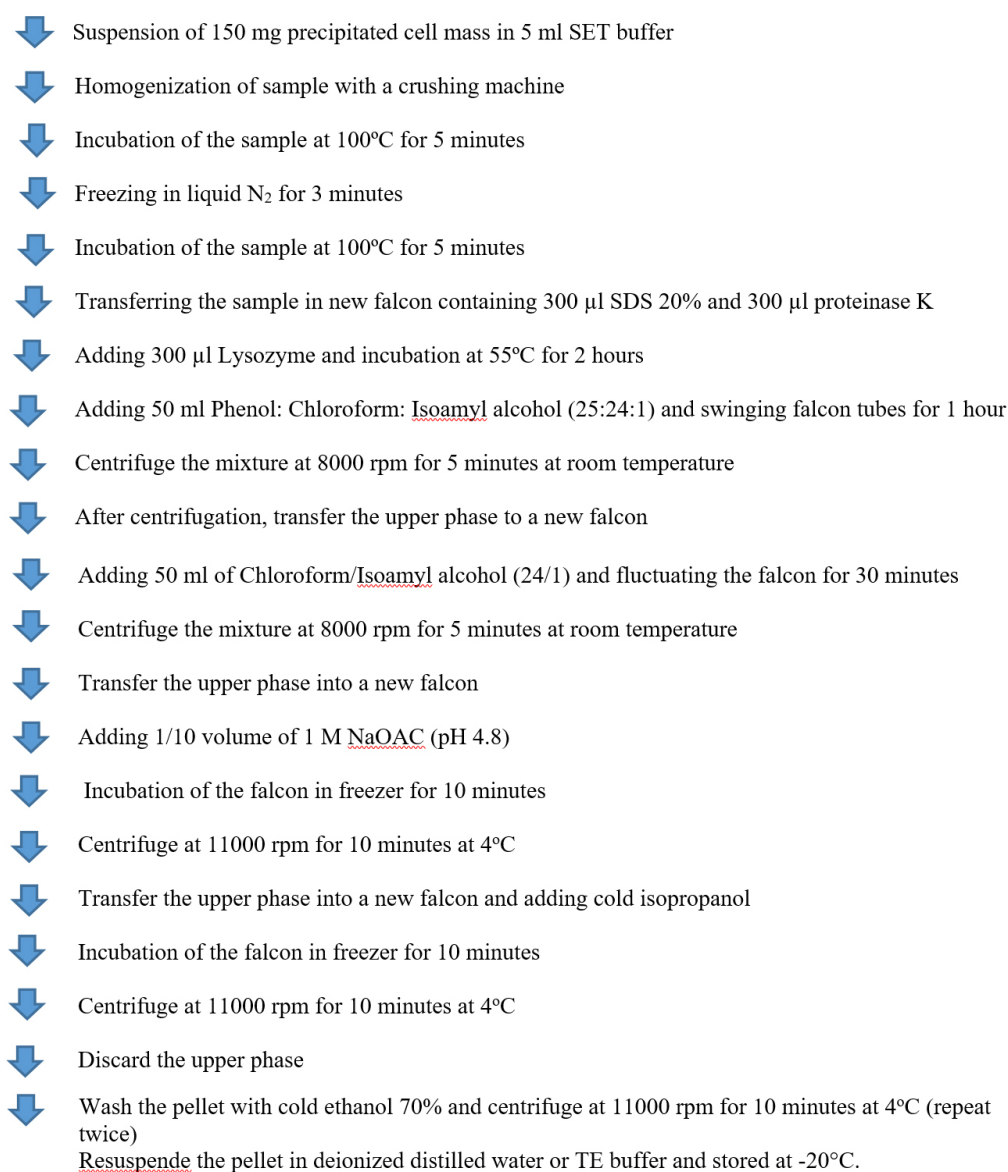 Suspension of 150 mg precipitated cell mass in 5 ml SET buffer
Homogenization of sample with a crushing machine
Incubation of the sample at 100ºC for 5 minutes
Freezing in liquid N₂ for 3 minutes
Incubation of the sample at 100ºC for 5 minutes
Transferring the sample in new falcon containing 300 µl SDS 20% and 300 µl proteinase K
Adding 300 µl Lysozyme and incubation at 55ºC for 2 hours
Adding 50 ml Phenol: Chloroform: Isoamyl alcohol (25:24:1) and swinging falcon tubes for 1 hour
Centrifuge the mixture at 8000 rpm for 5 minutes at room temperature
After centrifugation, transfer the upper phase to a new falcon
Adding 50 ml of Chloroform/Isoamyl alcohol (24/1) and fluctuating the falcon for 30 minutes
Centrifuge the mixture at 8000 rpm for 5 minutes at room temperature
Transfer the upper phase into a new falcon
Adding 1/10 volume of 1 M NaOAC (pH 4.8)
Incubation of the falcon in freezer for 10 minutes
Centrifuge at 11000 rpm for 10 minutes at 4ºC
Transfer the upper phase into a new falcon and adding cold isopropanol
Incubation of the falcon in freezer for 10 minutes
Centrifuge at 11000 rpm for 10 minutes at 4ºC
Discard the upper phase
Wash the pellet with cold ethanol 70% and centrifuge at 11000 rpm for 10 minutes at 4ºC (repeat
twice)
Resuspende the pellet in deionized distilled water or TE buffer and stored at -20°C.